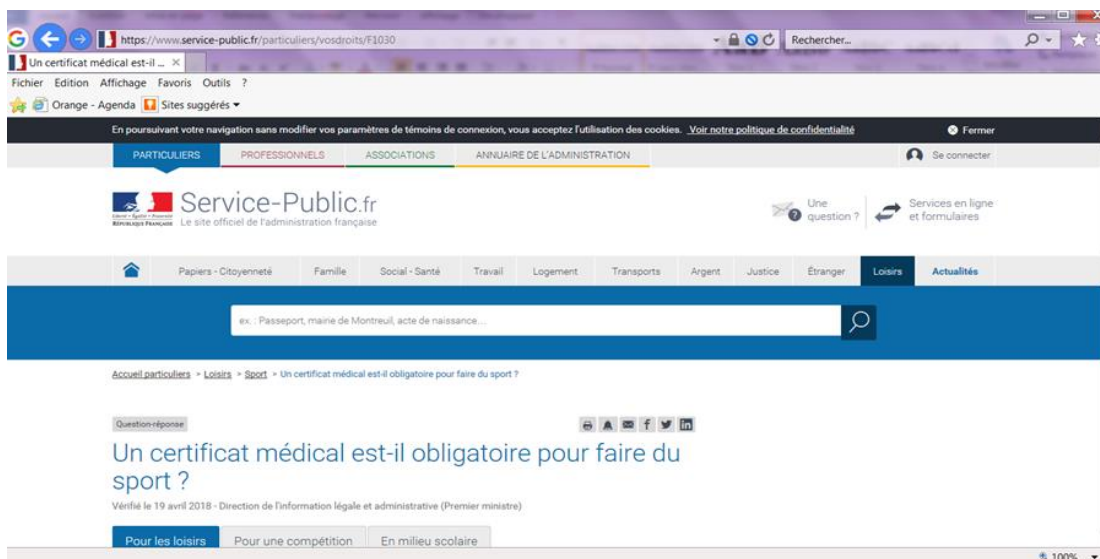 https://www.service-public.fr/particuliers/vosdroits/F1030
Rechercher...
Un certificat médical est-il ...
Fichier Edition Affichage Favoris Outils ?
Orange - Agenda Sites suggérés
En poursuivant votre navigation sans modifier vos paramètres de témoins de connexion, vous acceptez l'utilisation des cookies. Voir notre politique de confidentialité Fermer
PARTICULIERS PROFESSIONNELS ASSOCIATIONS ANNUAIRE DE L'ADMINISTRATION Se connecter
Service-Public.fr
Liberté • Égalité • Fraternité
RÉPUBLIQUE FRANÇAISE
Le site officiel de l'administration française
Une question ?
Services en ligne et formulaires
Papiers - Citoyenneté Famille Social - Santé Travail Logement Transports Argent Justice Étranger Loisirs Actualités
ex. : Passeport, mairie de Montreuil, acte de naissance...
Accueil particuliers > Loisirs > Sport > Un certificat médical est-il obligatoire pour faire du sport ?
Question-réponse
Un certificat médical est-il obligatoire pour faire du
sport ?
Vérifié le 19 avril 2018 - Direction de l'information légale et administrative (Premier ministre)
Pour les loisirs Pour une compétition En milieu scolaire
100%